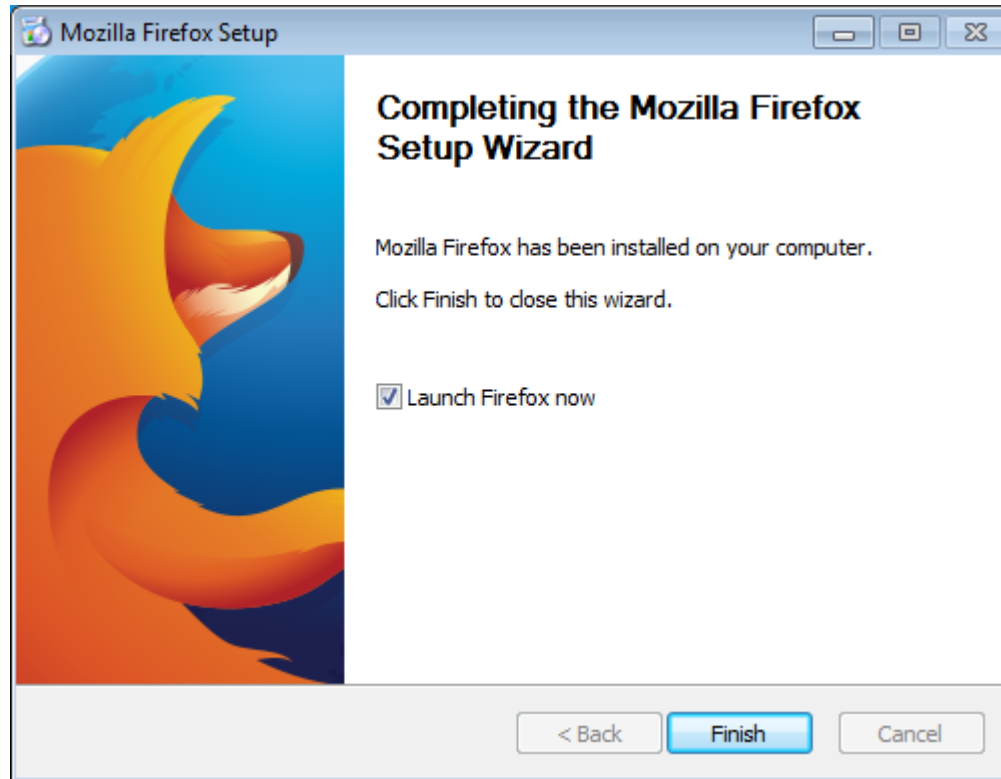 Mozilla Firefox Setup
Completing the Mozilla Firefox
Setup Wizard
Mozilla Firefox has been installed on your computer.
Click Finish to close this wizard.
Launch Firefox now
< Back
Finish
Cancel